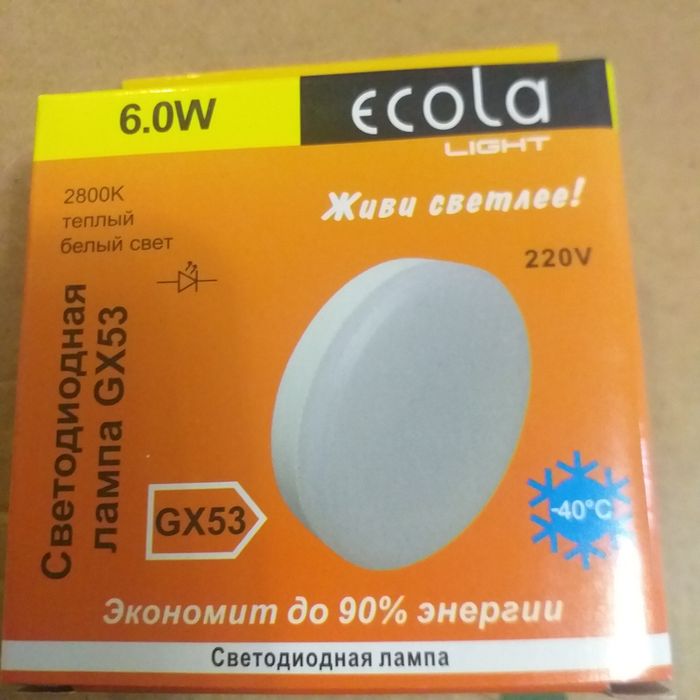 6.0W
ecola
LIGHT
2800K
теплый
белый свет
Живи светлее!
220V
Светодиодная
лампа GX53
GX53
-40°C
Экономит до 90% энергии
Светодиодная лампа